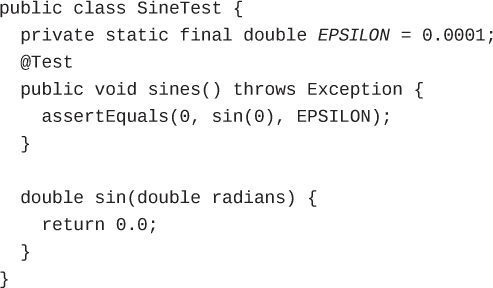 public class SineTest {
  private static final double EPSILON = 0.0001;
  @Test
  public void sines() throws Exception {
    assertEquals(0, sin(0), EPSILON);
  }

  double sin(double radians) {
    return 0.0;
  }
}